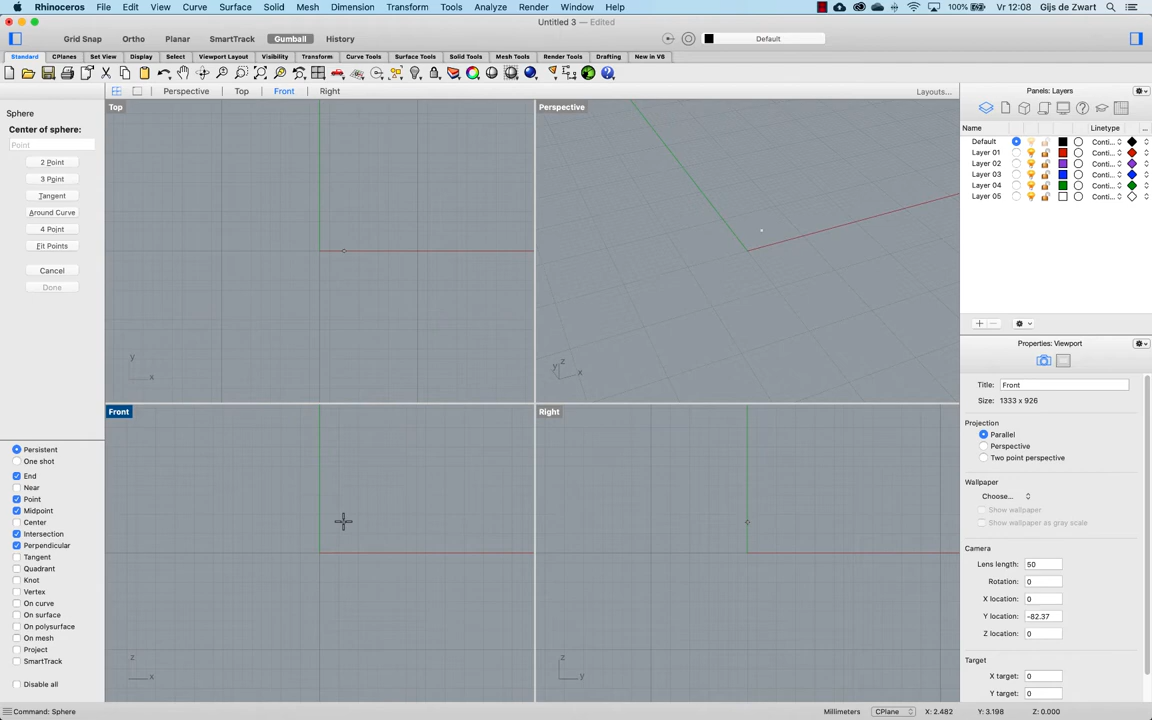 Rhinoceros File Edit View Curve Surface Solid Mesh Dimension Transform Tools Analyze Render Window Help 100% Vr 12:08 Gijs de Zwart
Untitled 3 — Edited
Grid Snap Ortho Planar SmartTrack Gumball History Default
Standard CPlanes Set View Display Select Viewport Layout Visibility Transform Curve Tools Surface Tools Solid Tools Mesh Tools Render Tools Drafting New in V6
Perspective Top Front Right Layouts...
Panels: Layers
Sphere
Center of sphere:
Point
2 Point
3 Point
Tangent
Around Curve
4 Point
Fit Points
Cancel
Done
Persistent
One shot
End
Near
Point
Midpoint
Center
Intersection
Perpendicular
Tangent
Quadrant
Knot
Vertex
On curve
On surface
On polysurface
On mesh
Project
SmartTrack
Disable all
Top
y
x
Perspective
z
y x
Front
z
x
Right
z
y
Name Linetype ...
Default Conti...
Layer 01 Conti...
Layer 02 Conti...
Layer 03 Conti...
Layer 04 Conti...
Layer 05 Conti...
Properties: Viewport
Title: Front
Size: 1333 x 926
Projection
Parallel
Perspective
Two point perspective
Wallpaper
Choose...
Show wallpaper
Show wallpaper as gray scale
Camera
Lens length: 50
Rotation: 0
X location: 0
Y location: -82.37
Z location: 0
Target
X target: 0
Y target: 0
Command: Sphere Millimeters CPlane X: 2.482 Y: 3.198 Z: 0.000